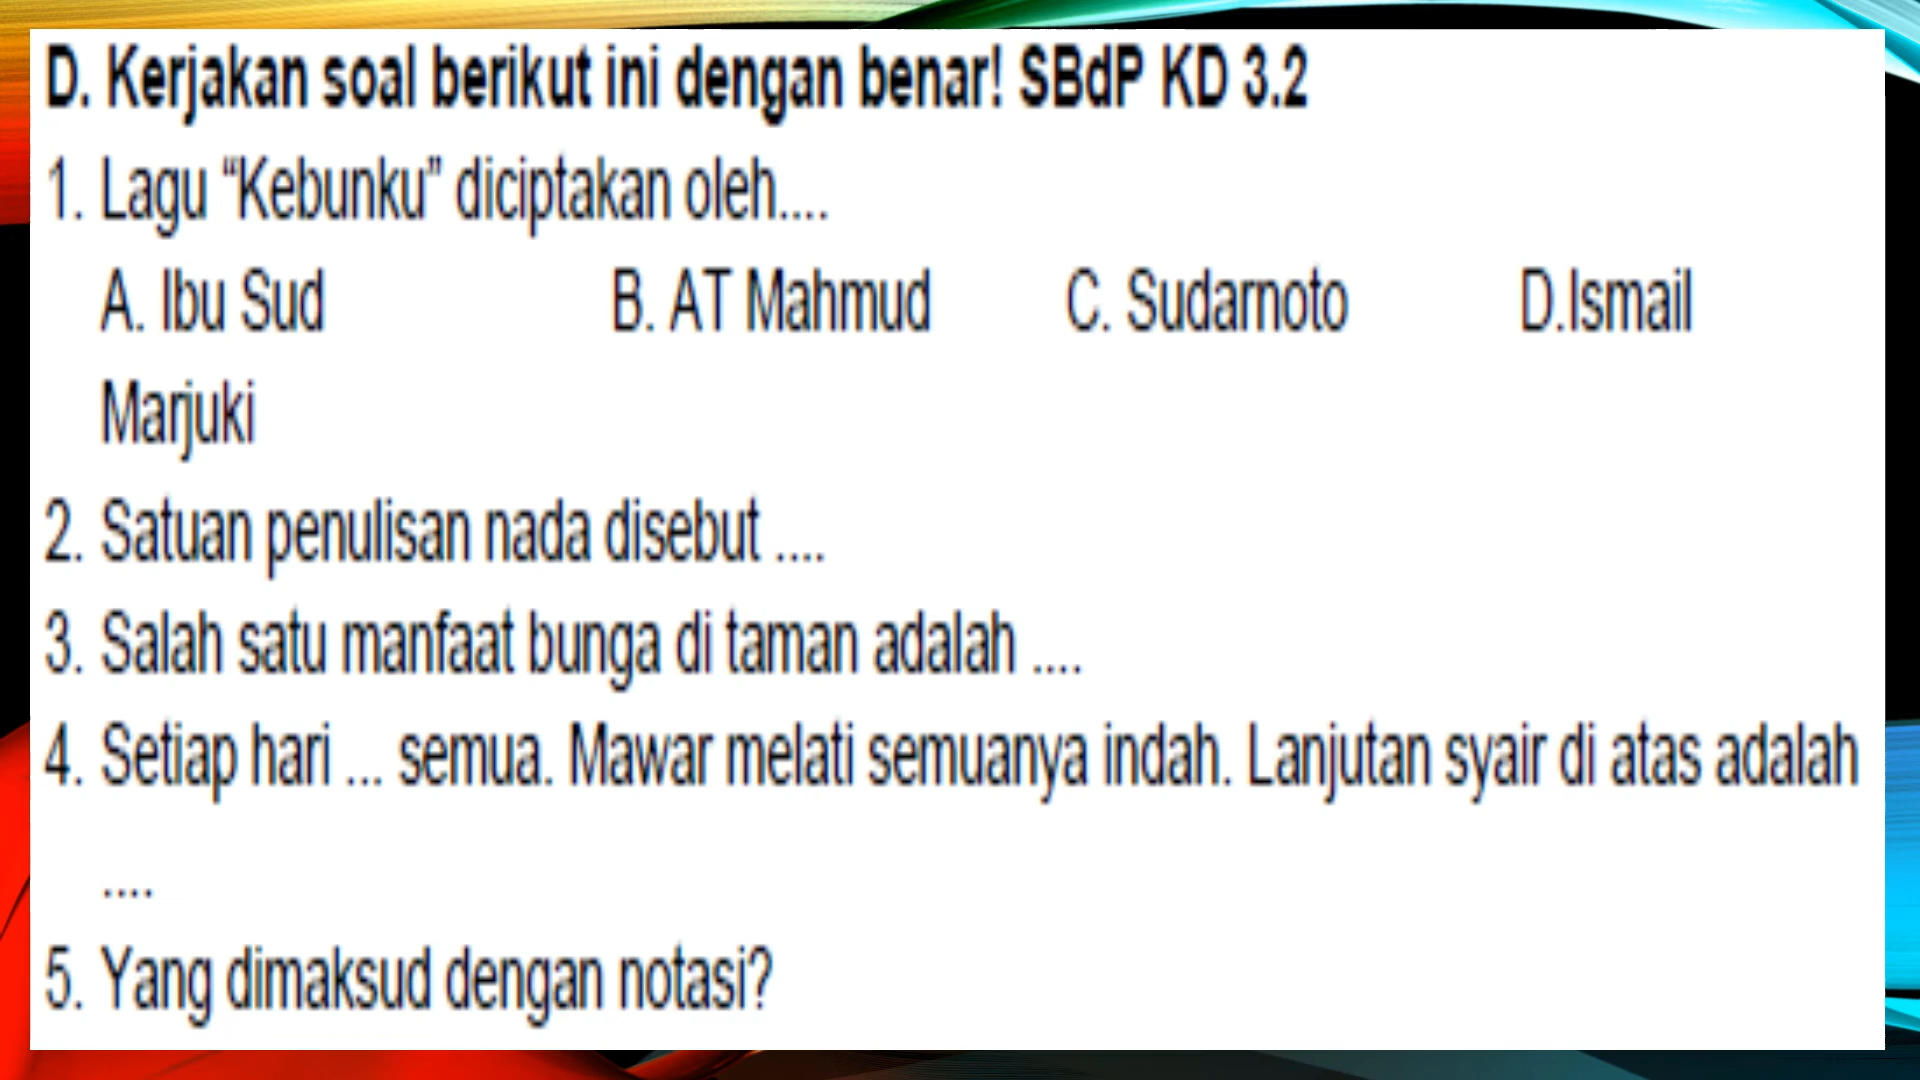 D. Kerjakan soal berikut ini dengan benar! SBdP KD 3.2
1. Lagu “Kebunku” diciptakan oleh....
A. Ibu Sud B. AT Mahmud C. Sudarnoto D.Ismail
Marjuki
2. Satuan penulisan nada disebut ....
3. Salah satu manfaat bunga di taman adalah ....
4. Setiap hari ... semua. Mawar melati semuanya indah. Lanjutan syair di atas adalah
....
5. Yang dimaksud dengan notasi?